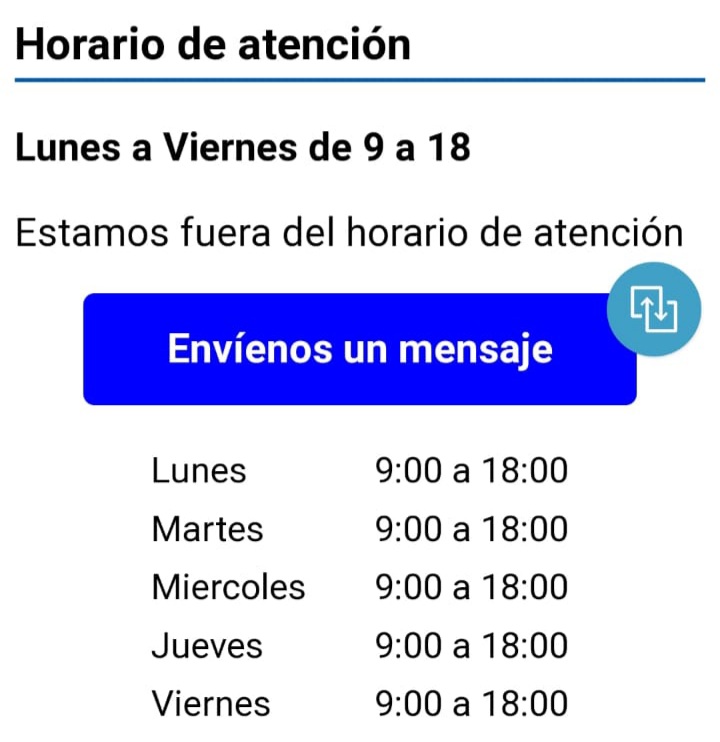 Horario de atención
Lunes a Viernes de 9 a 18
Estamos fuera del horario de atención
Envíenos un mensaje
Lunes 9:00 a 18:00
Martes 9:00 a 18:00
Miercoles 9:00 a 18:00
Jueves 9:00 a 18:00
Viernes 9:00 a 18:00